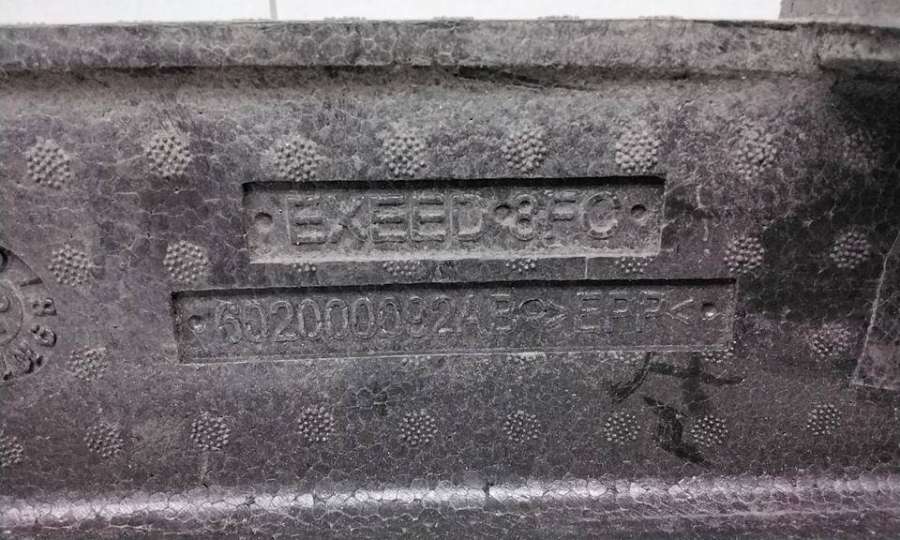 EXEED 8FC
602000092AB >EPP<